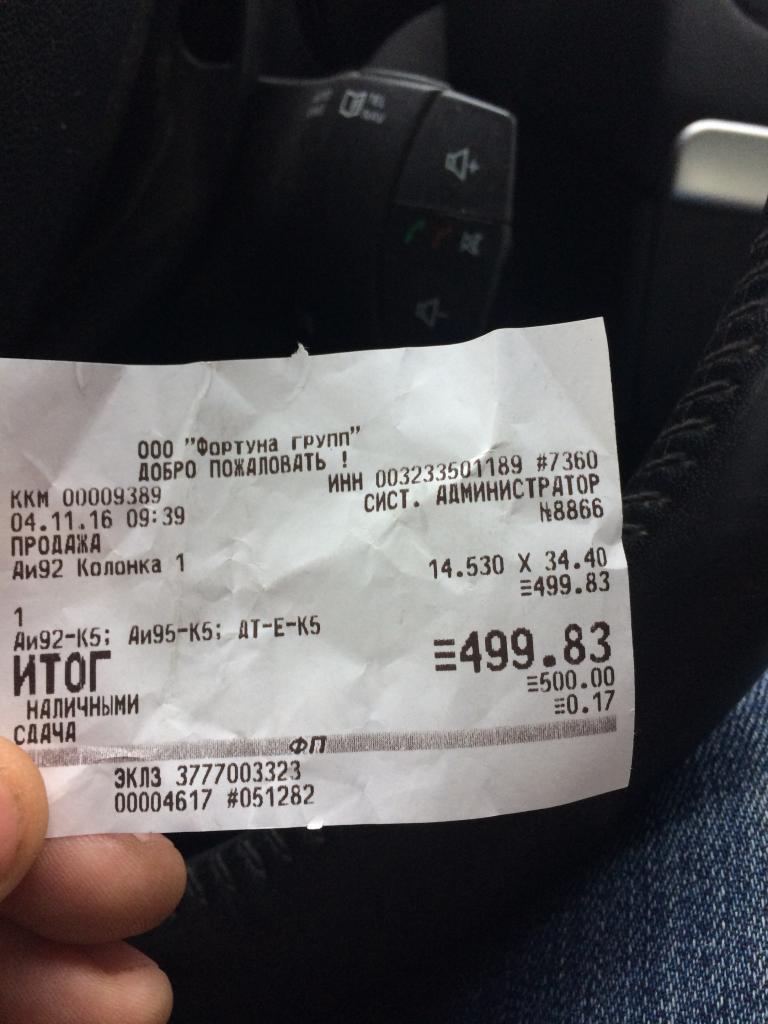 ООО "Фортуна групп"
ДОБРО ПОЖАЛОВАТЬ !
ККМ 00009389 ИНН 003233501189 #7360
04.11.16 09:39 СИСТ. АДМИНИСТРАТОР
ПРОДАЖА №8866
Аи92 Колонка 1 14.530 X 34.40
≡499.83
1
Аи92-К5; Аи95-К5; ДТ-Е-К5
ИТОГ ≡499.83
НАЛИЧНЫМИ ≡500.00
СДАЧА ≡0.17
ФП
ЭКЛЗ 3777003323
00004617 #051282